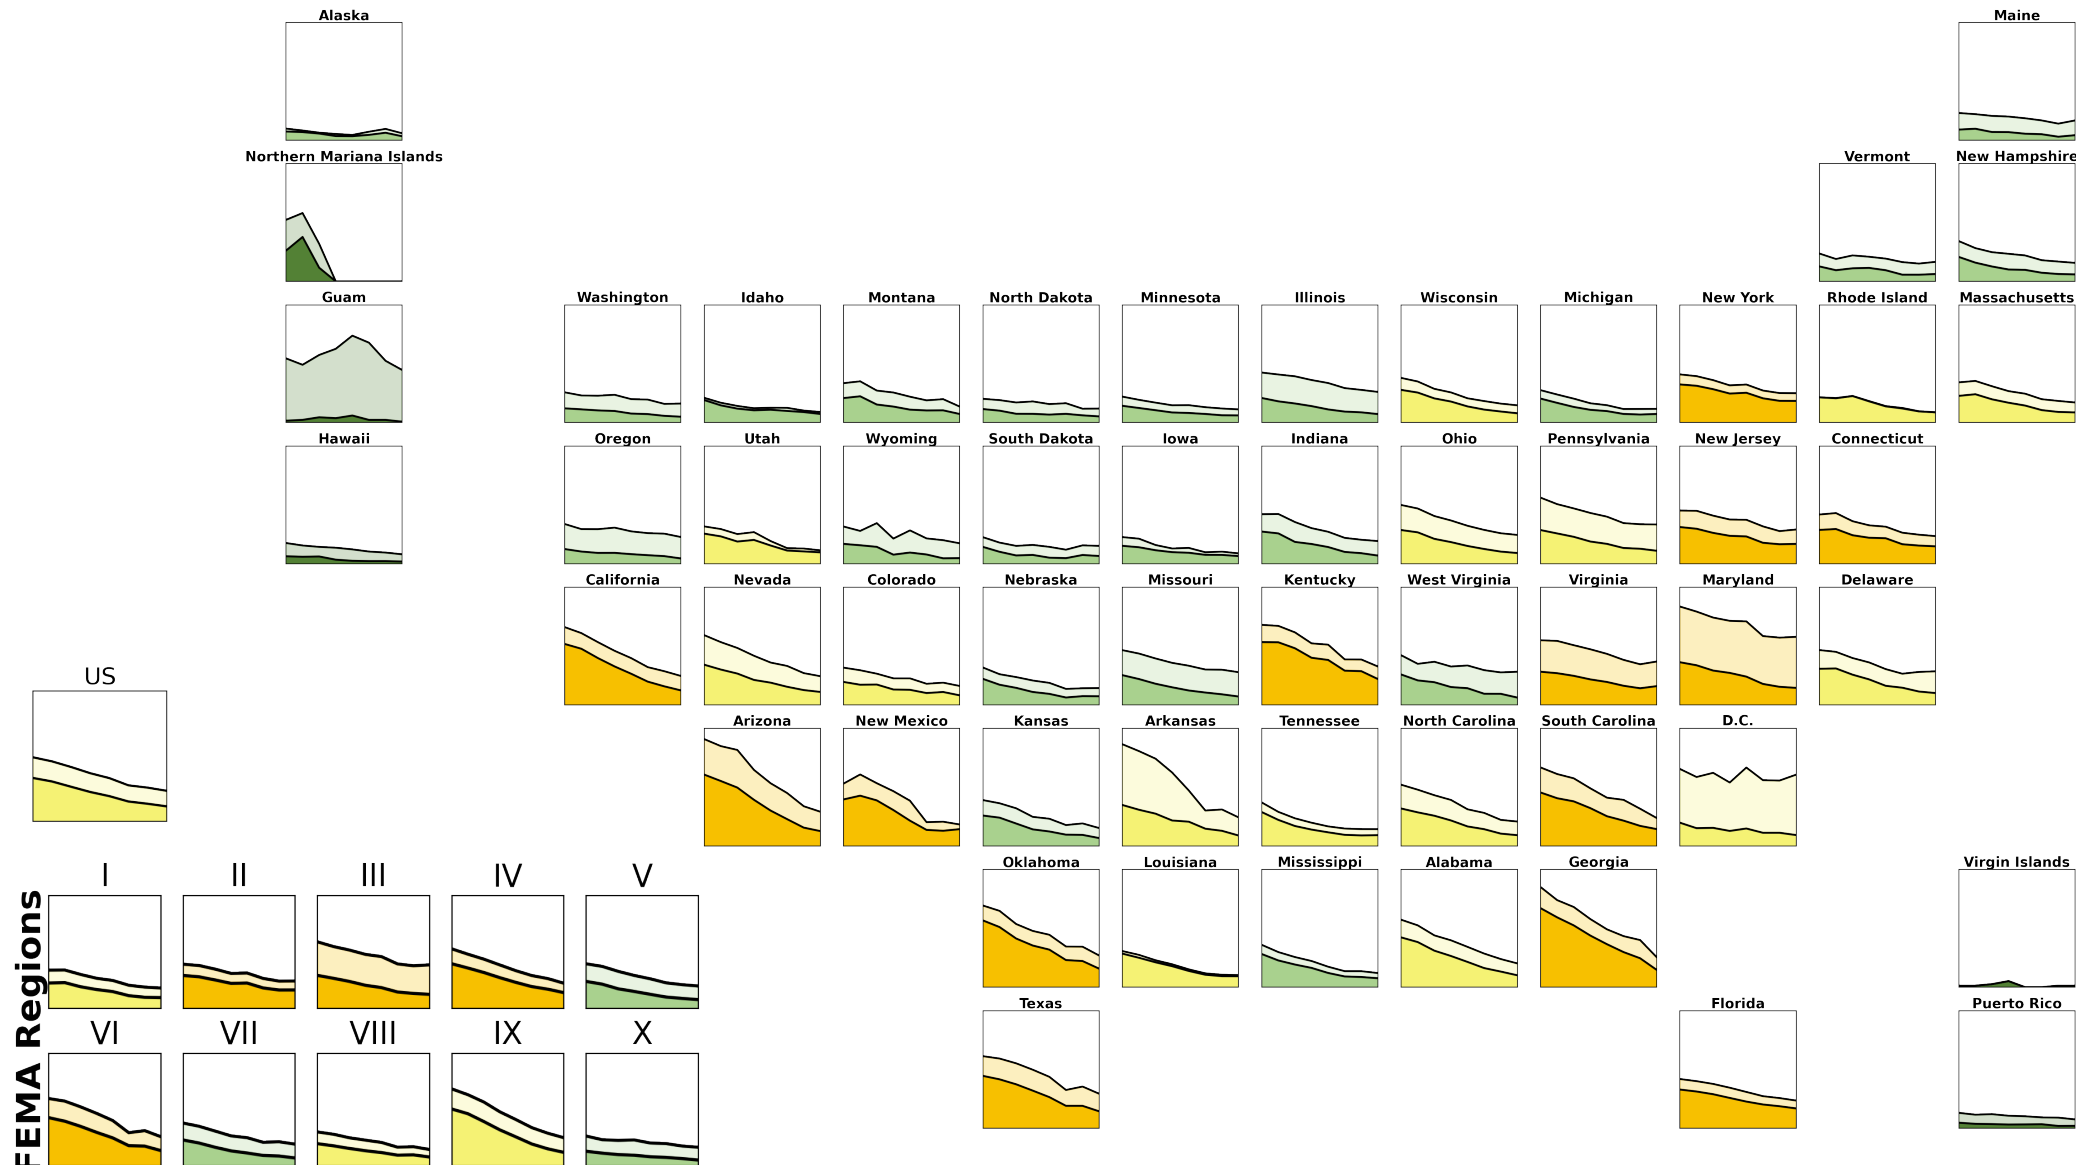 Alaska
Maine
Northern Mariana Islands
Vermont
New Hampshire
Guam
Washington
Idaho
Montana
North Dakota
Minnesota
Illinois
Wisconsin
Michigan
New York
Rhode Island
Massachusetts
Hawaii
Oregon
Utah
Wyoming
South Dakota
Iowa
Indiana
Ohio
Pennsylvania
New Jersey
Connecticut
California
Nevada
Colorado
Nebraska
Missouri
Kentucky
West Virginia
Virginia
Maryland
Delaware
US
Arizona
New Mexico
Kansas
Arkansas
Tennessee
North Carolina
South Carolina
D.C.
Oklahoma
Louisiana
Mississippi
Alabama
Georgia
Virgin Islands
FEMA Regions
I
II
III
IV
V
Texas
Florida
Puerto Rico
VI
VII
VIII
IX
X